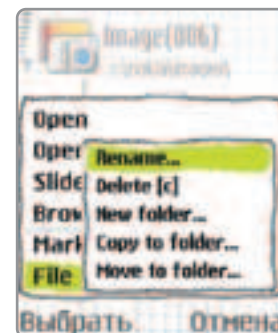 Image(006)
Open
Oper
Rename...
Slide
Delete [c]
Brow
New folder...
Mark
Copy to folder...
File
Move to folder...
Выбрать Отмена